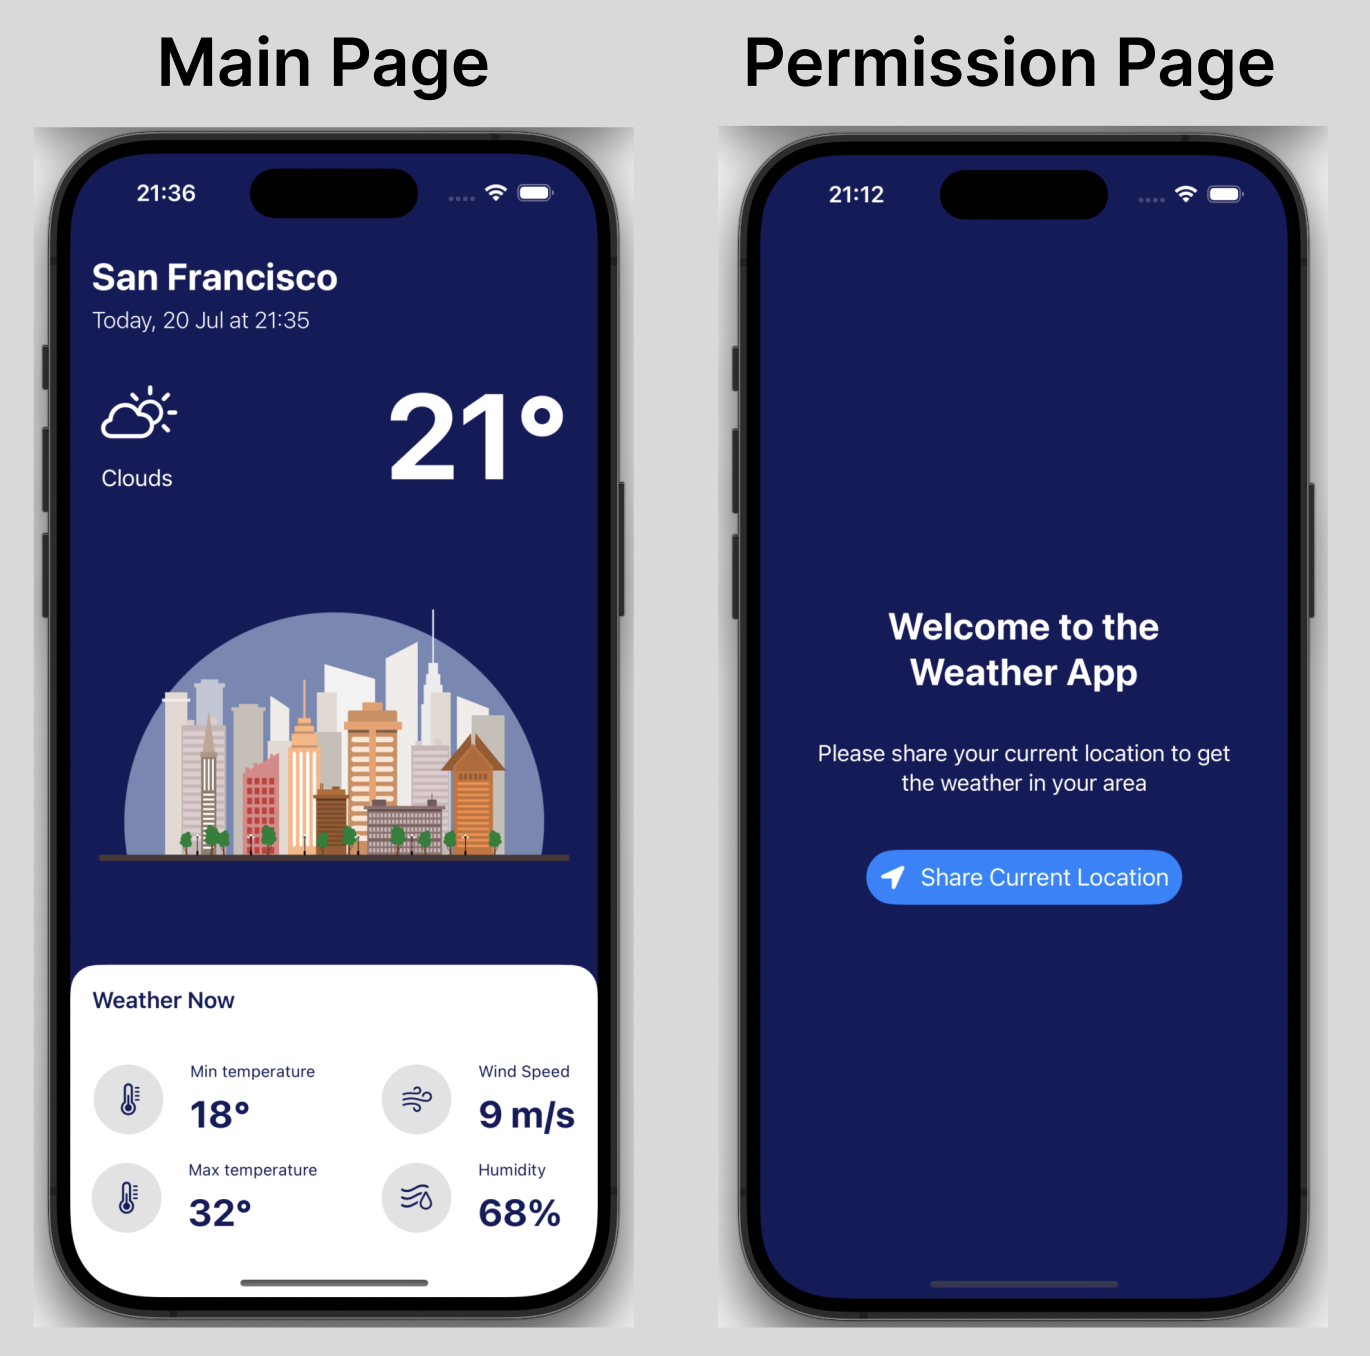 Main Page
21:36
San Francisco
Today, 20 Jul at 21:35
Clouds
21°
Weather Now
Min temperature
18°
Wind Speed
9 m/s
Max temperature
32°
Humidity
68%
Permission Page
21:12
Welcome to the
Weather App
Please share your current location to get
the weather in your area
Share Current Location